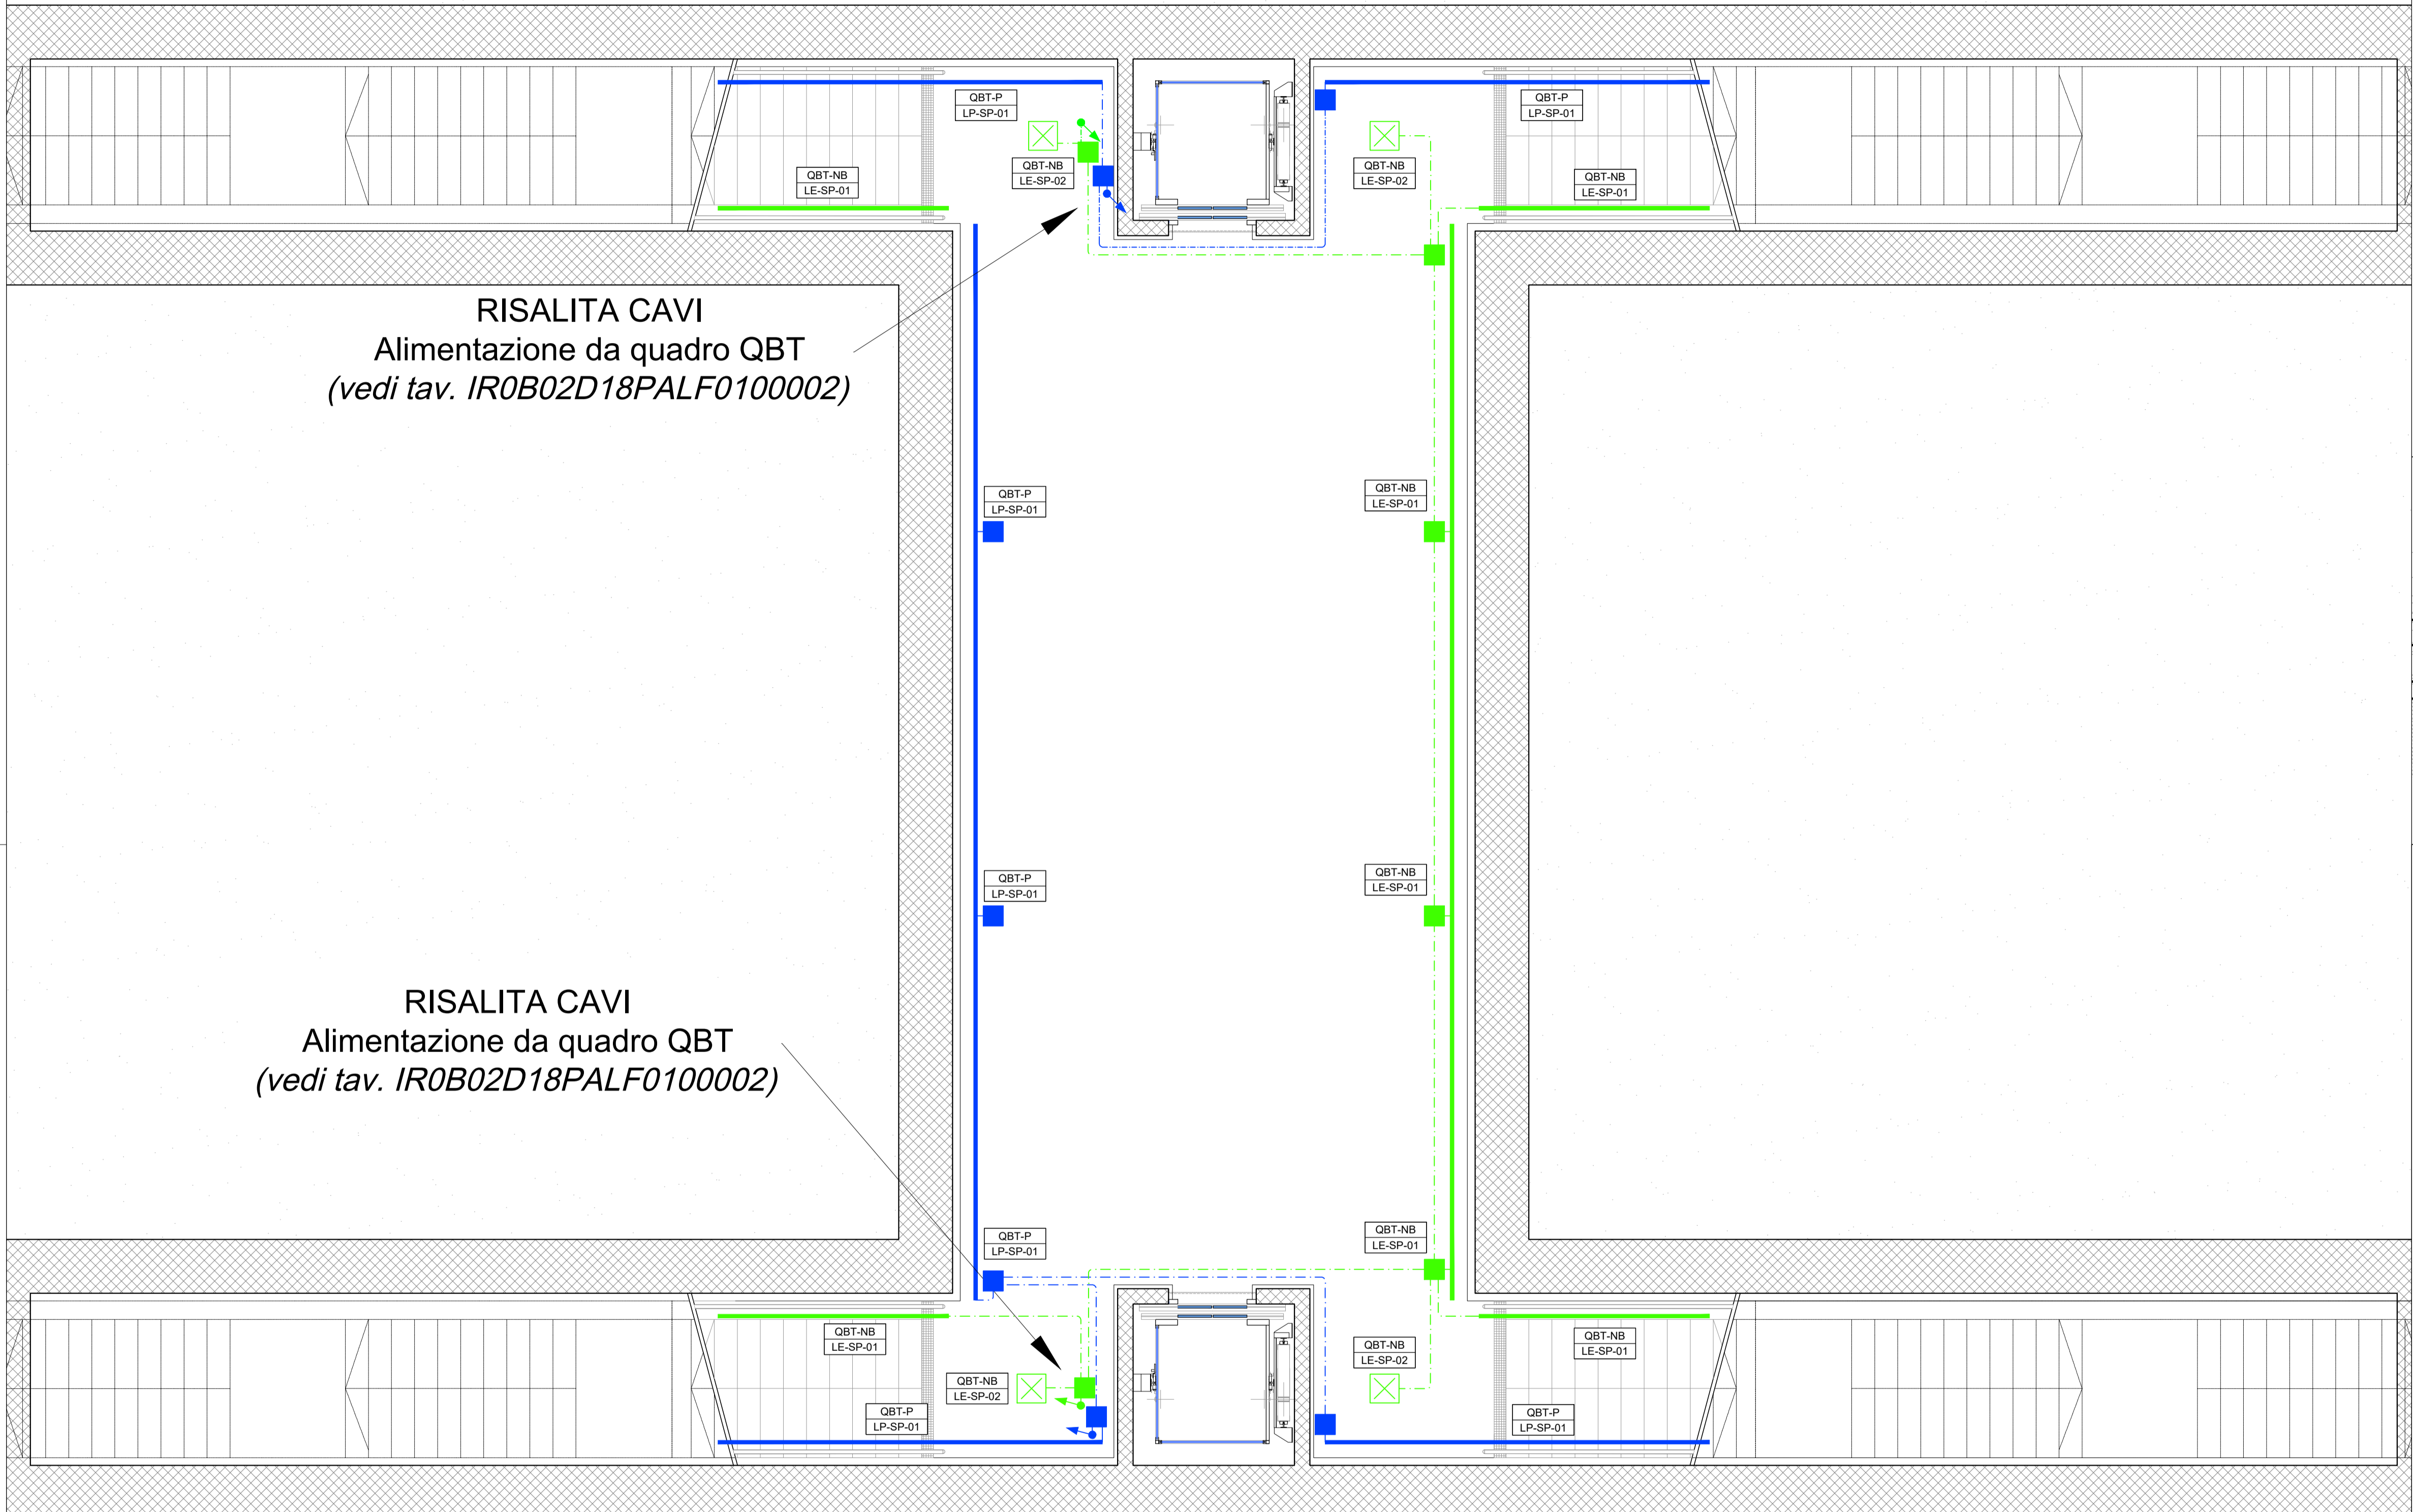 QBT-P
LP-SP-01
QBT-P
LP-SP-01
QBT-NB
LE-SP-01
QBT-NB
LE-SP-02
QBT-NB
LE-SP-02
QBT-NB
LE-SP-01
RISALITA CAVI
Alimentazione da quadro QBT
(vedi tav. IR0B02D18PALF0100002)
QBT-P
LP-SP-01
QBT-NB
LE-SP-01
QBT-P
LP-SP-01
QBT-NB
LE-SP-01
RISALITA CAVI
Alimentazione da quadro QBT
(vedi tav. IR0B02D18PALF0100002)
QBT-P
LP-SP-01
QBT-NB
LE-SP-01
QBT-NB
LE-SP-01
QBT-NB
LE-SP-02
QBT-NB
LE-SP-01
QBT-NB
LE-SP-02
QBT-P
LP-SP-01
QBT-P
LP-SP-01